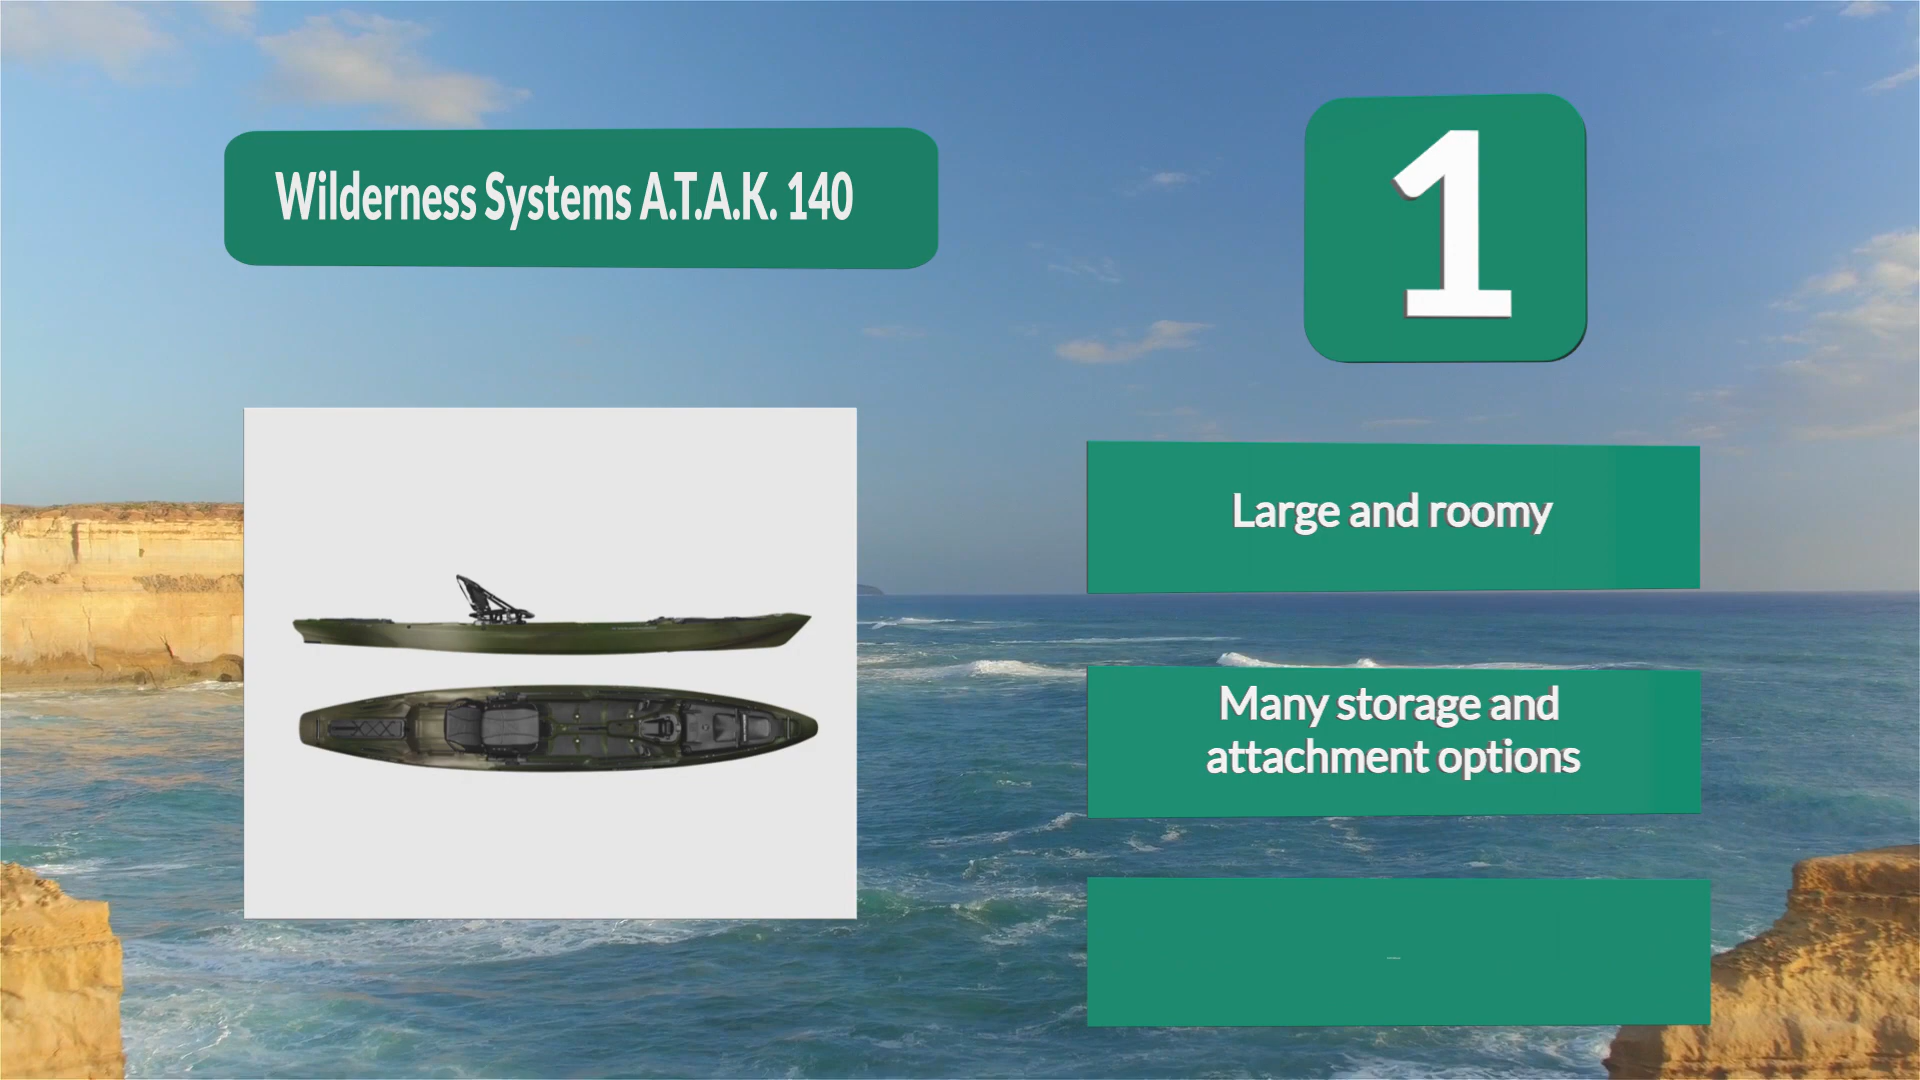 Wilderness Systems A.T.A.K. 140
1
Large and roomy
Many storage and
attachment options